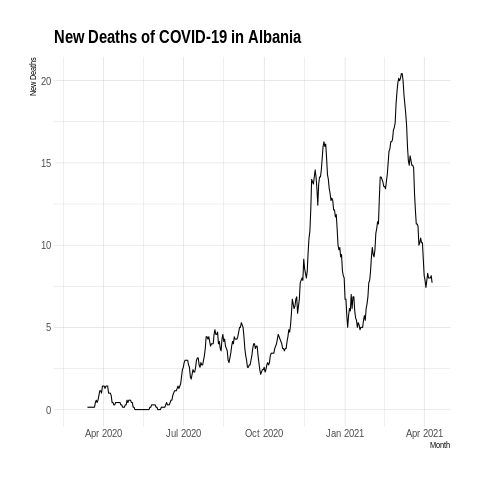 New Deaths of COVID-19 in Albania
New Deaths
20
15
10
5
0
Apr 2020 Jul 2020 Oct 2020 Jan 2021 Apr 2021
Month